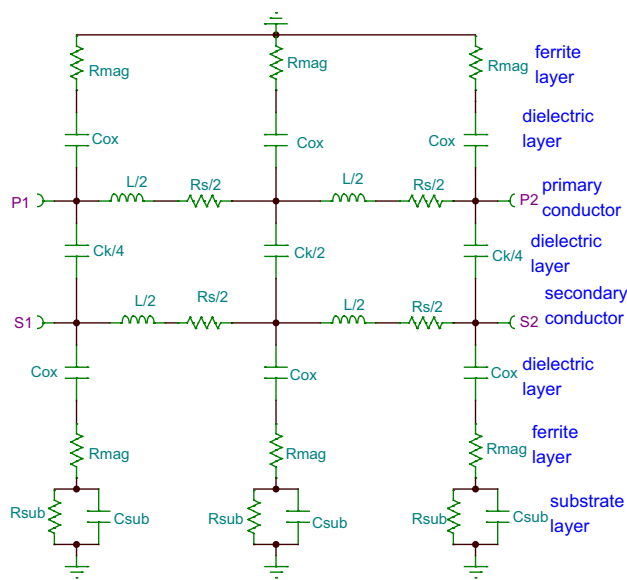 Rmag
Rmag
Rmag
ferrite
layer
Cox
Cox
Cox
dielectric
layer
P1
L/2
Rs/2
L/2
Rs/2
P2
primary
conductor
Ck/4
Ck/2
Ck/4
dielectric
layer
S1
L/2
Rs/2
L/2
Rs/2
S2
secondary
conductor
Cox
Cox
Cox
dielectric
layer
Rmag
Rmag
Rmag
ferrite
layer
Rsub
Csub
Rsub
Csub
Rsub
Csub
substrate
layer